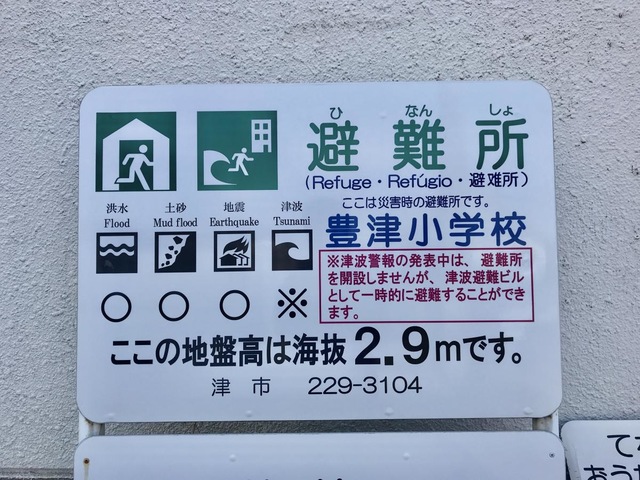 ひ なん しょ
避難所
(Refuge・Refúgio・避难所)
ここは災害時の避難所です。
豊津小学校
洪水 土砂 地震 津波
Flood Mud flood Earthquake Tsunami
○ ○ ○ ※
※津波警報の発表中は、避難所
を開設しませんが、津波避難ビル
として一時的に避難することができ
ます。
ここの地盤高は海抜2.9mです。
津市 229-3104